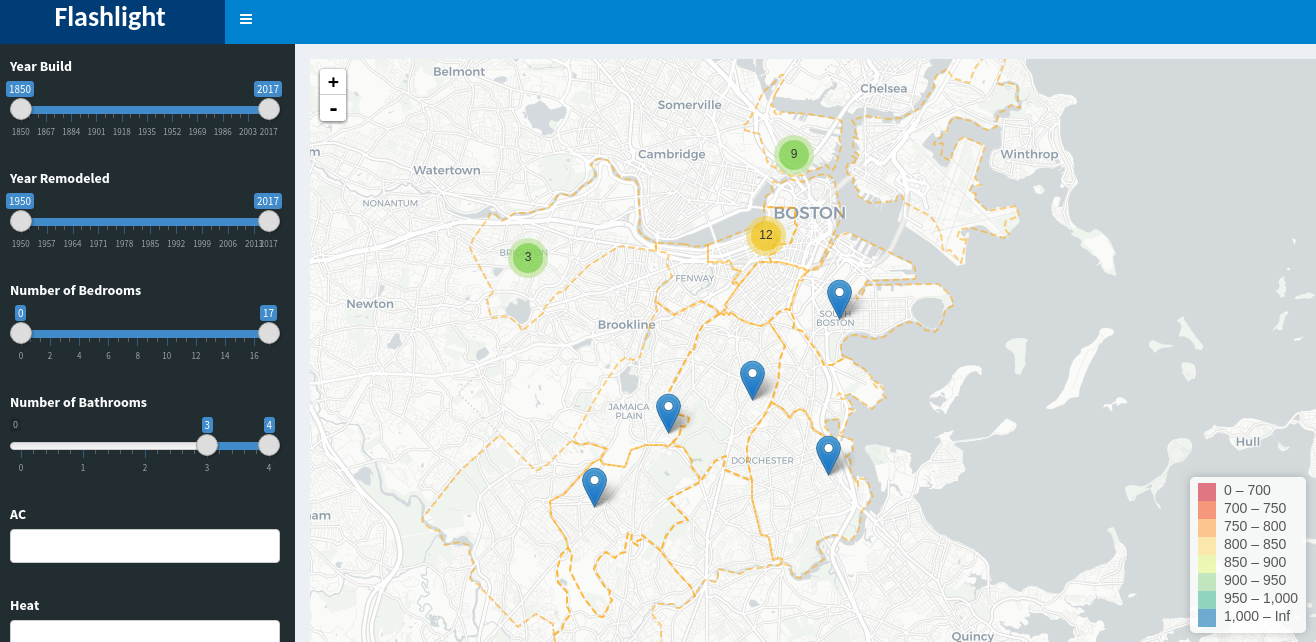 Flashlight
Year Build
1850 2017
1850 1867 1884 1901 1918 1935 1952 1969 1986 2003 2017
Year Remodeled
1950 2017
1950 1957 1964 1971 1978 1985 1992 1999 2006 2013 2017
Number of Bedrooms
0 17
0 2 4 6 8 10 12 14 16
Number of Bathrooms
0 3 4
0 1 2 3 4
AC
Heat
+
-
Belmont
Chelsea
Somerville
9
Cambridge
Winthrop
Watertown
NONANTUM
BOSTON
12
3
FENWAY
Newton
SOUTH
BOSTON
Brookline
JAMAICA
PLAIN
DORCHESTER
Hull
am
Quincy
0 – 700
700 – 750
750 – 800
800 – 850
850 – 900
900 – 950
950 – 1,000
1,000 – Inf